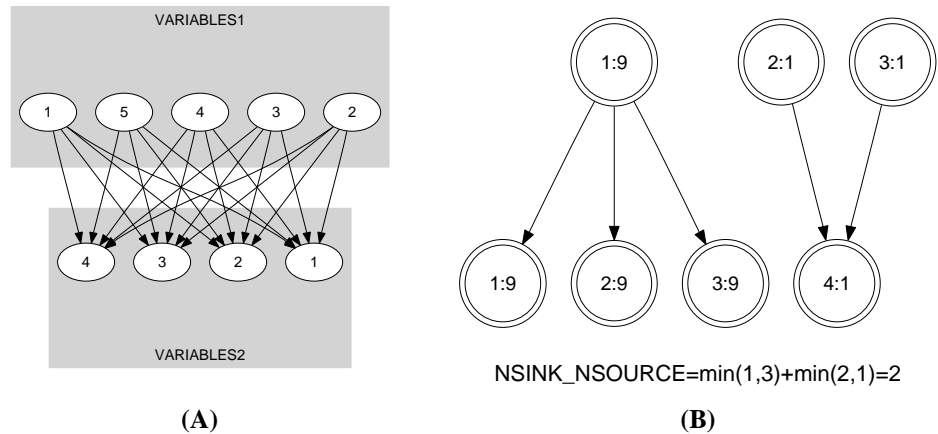 VARIABLES1
1 5 4 3 2
4 3 2 1
VARIABLES2
(A)
1:9 2:1 3:1
1:9 2:9 3:9 4:1
NSINK_NSOURCE=min(1,3)+min(2,1)=2
(B)